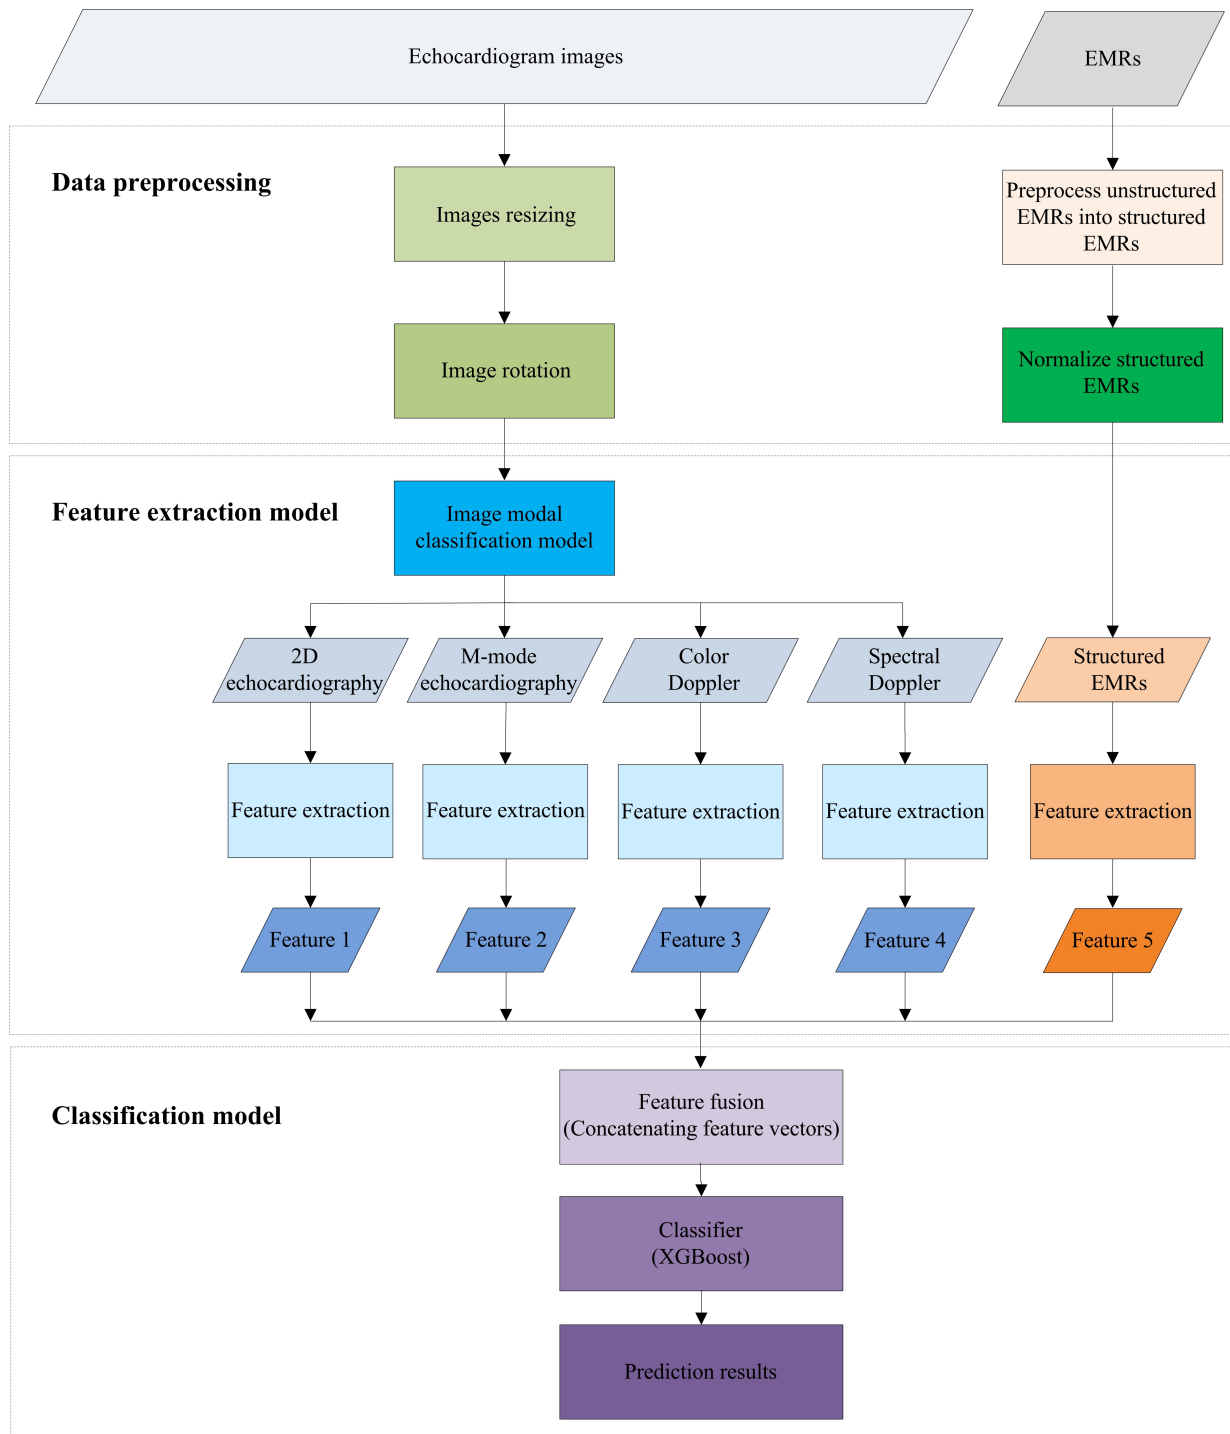 Echocardiogram images
EMRs
Data preprocessing
Images resizing
Preprocess unstructured
EMRs into structured
EMRs
Image rotation
Normalize structured
EMRs
Feature extraction model
Image modal
classification model
2D
echocardiography
M-mode
echocardiography
Color
Doppler
Spectral
Doppler
Structured
EMRs
Feature extraction
Feature extraction
Feature extraction
Feature extraction
Feature extraction
Feature 1
Feature 2
Feature 3
Feature 4
Feature 5
Classification model
Feature fusion
(Concatenating feature vectors)
Classifier
(XGBoost)
Prediction results